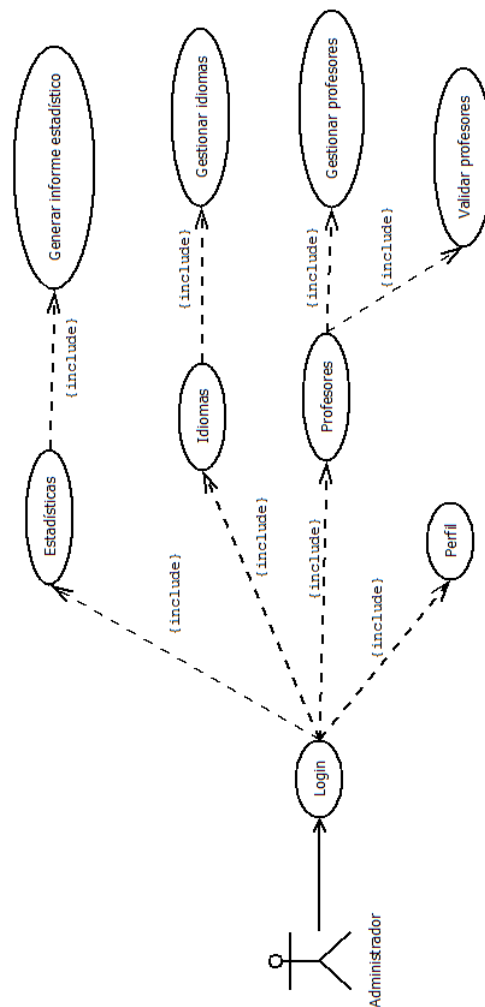 Administrador
Login
{include}
{include}
{include}
{include}
Estadísticas
Idiomas
Profesores
Perfil
{include}
{include}
{include}
{include}
Generar informe estadístico
Gestionar idiomas
Gestionar profesores
Validar profesores